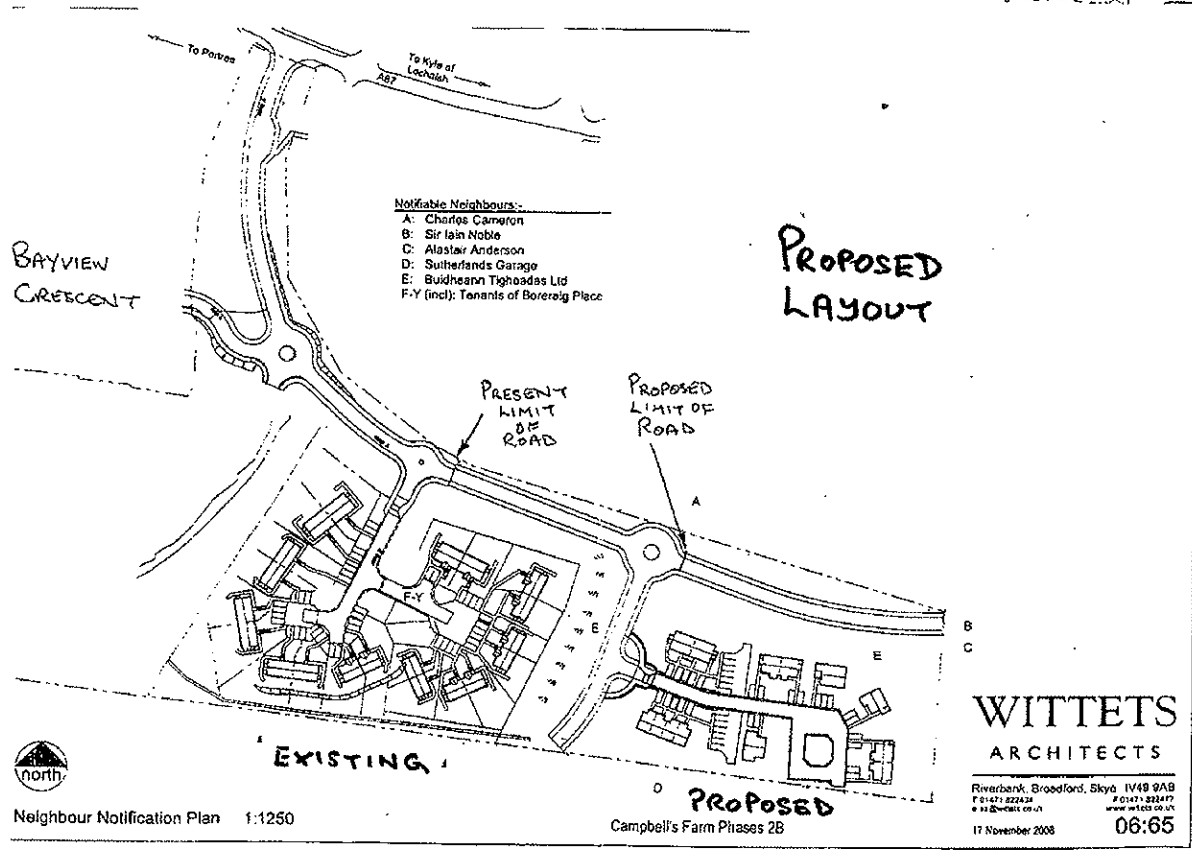 To Portree
To Kyle of
Lochalsh
A87
Notifiable Neighbours:-
A: Charles Cameron
B: Sir Iain Noble
C: Alastair Anderson
D: Sutherlands Garage
E: Buidheann Tigheadas Ltd
F-Y (incl): Tenants of Boreraig Place
BAYVIEW
CRESCENT
PROPOSED
LAYOUT
PRESENT
LIMIT
OF
ROAD
PROPOSED
LIMIT OF
ROAD
A
F-Y
E
E
B
C
D
EXISTING
PROPOSED
north
Neighbour Notification Plan 1:1250
Campbell's Farm Phases 2B
WITTETS
ARCHITECTS
Riverbank, Broadford, Skye IV49 9AB
17 November 2008
06:65